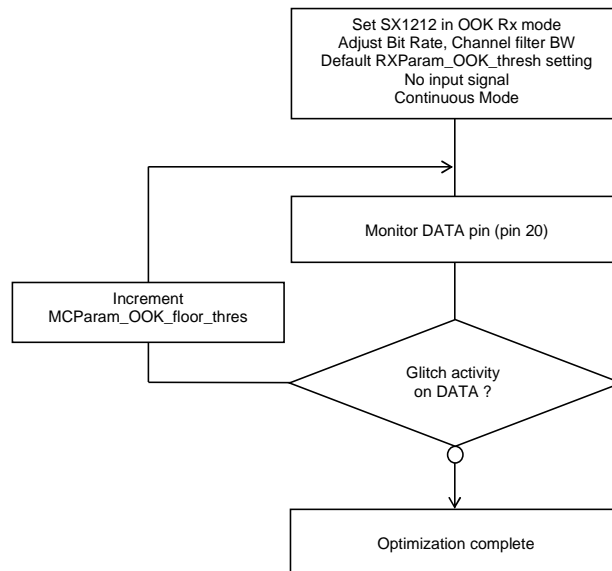 Set SX1212 in OOK Rx mode
Adjust Bit Rate, Channel filter BW
Default RXParam_OOK_thresh setting
No input signal
Continuous Mode
Monitor DATA pin (pin 20)
Increment
MCParam_OOK_floor_thres
Glitch activity
on DATA ?
Optimization complete